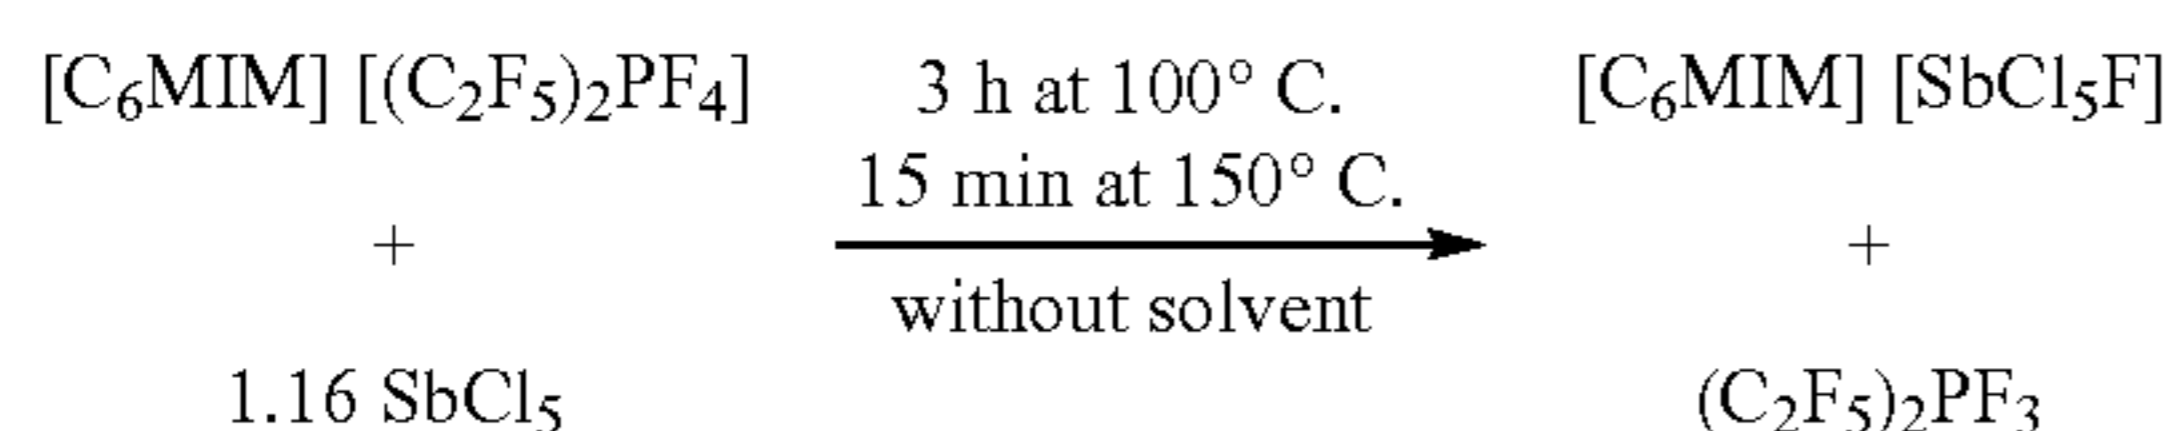 [C₆MIM] [(C₂F₅)₂PF₄]
+
1.16 SbCl₅
3 h at 100° C.
15 min at 150° C.
without solvent
[C₆MIM] [SbCl₅F]
+
(C₂F₅)₂PF₃